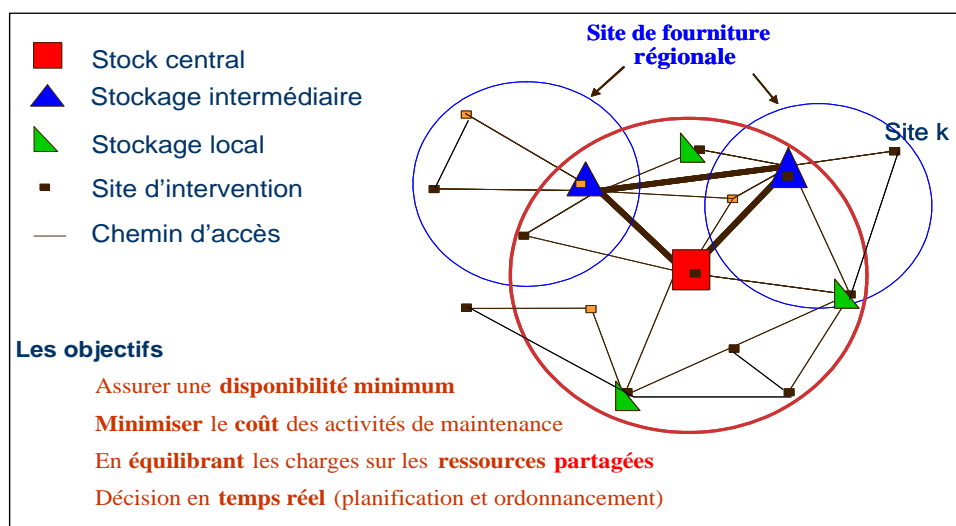 Stock central
Stockage intermédiaire
Stockage local
Site d'intervention
Chemin d'accès
Site de fourniture
régionale
Site k
Les objectifs
Assurer une disponibilité minimum
Minimiser le coût des activités de maintenance
En équilibrant les charges sur les ressources partagées
Décision en temps réel (planification et ordonnancement)